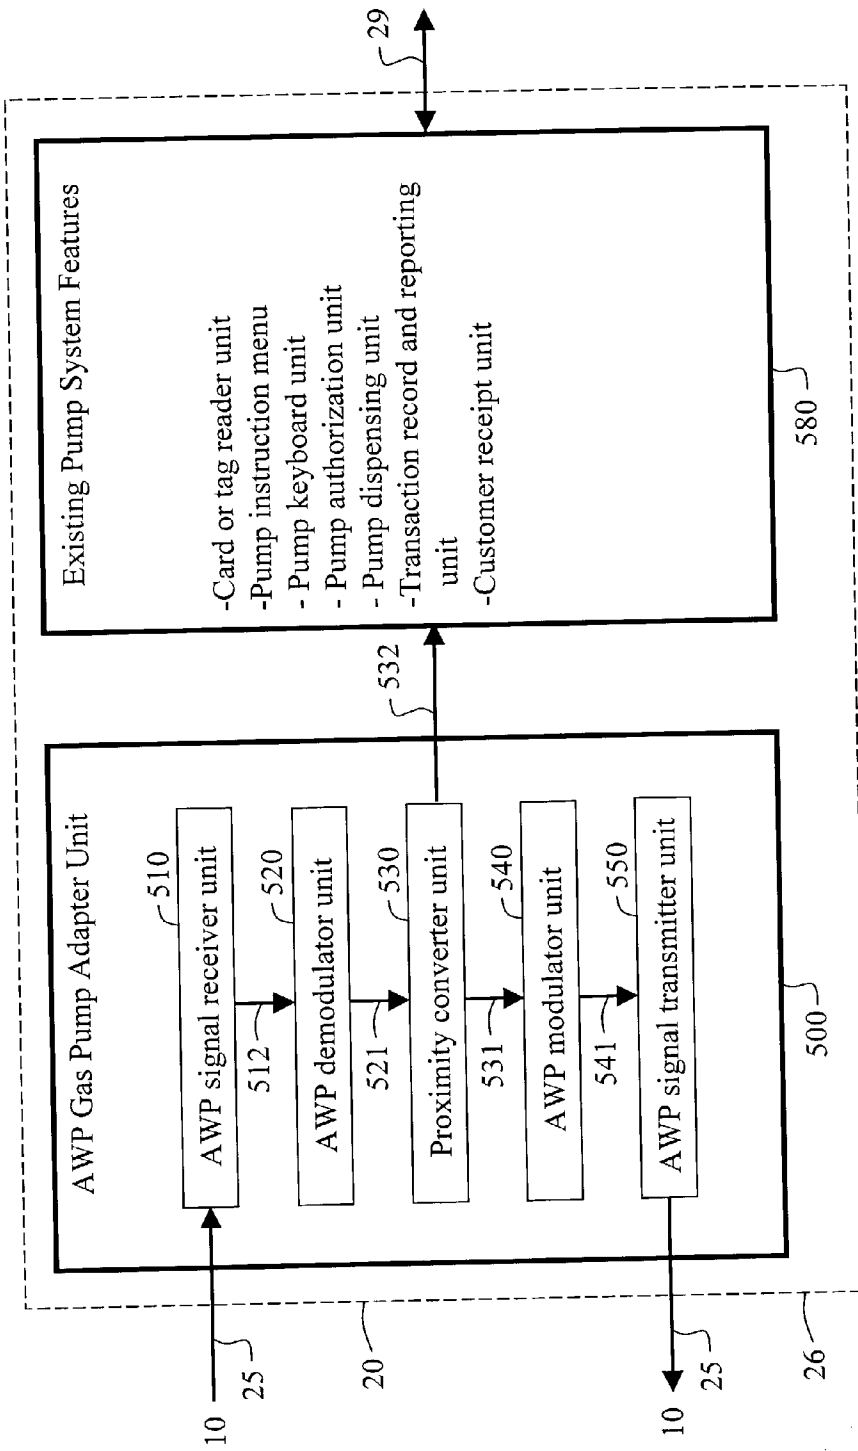 AWP Gas Pump Adapter Unit
510
AWP signal receiver unit
512
520
AWP demodulator unit
521
530
Proximity converter unit
531
540
AWP modulator unit
541
550
AWP signal transmitter unit
500
10
25
10
25
20
26
532
Existing Pump System Features
-Card or tag reader unit
-Pump instruction menu
- Pump keyboard unit
- Pump authorization unit
- Pump dispensing unit
-Transaction record and reporting
unit
-Customer receipt unit
580
29